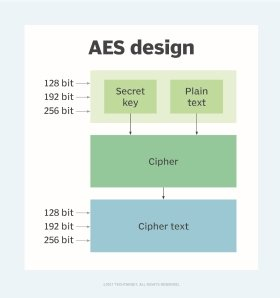 AES design
128 bit
192 bit
256 bit
Secret
key
Plain
text
Cipher
128 bit
192 bit
256 bit
Cipher text